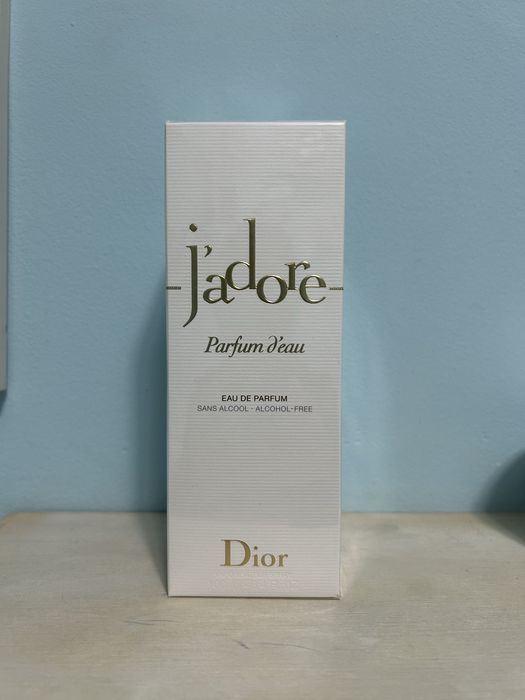 j'adore
Parfum d'eau
EAU DE PARFUM
SANS ALCOOL - ALCOHOL-FREE
Dior